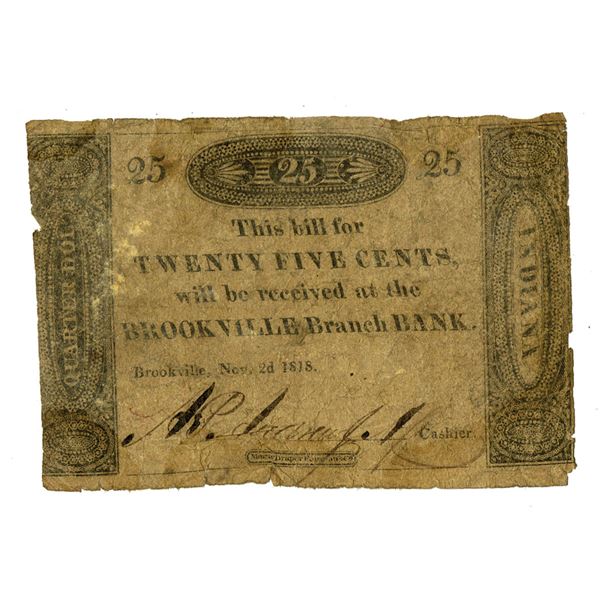 25 25 25
This bill for
TWENTY FIVE CENTS,
will be received at the
BROOKVILLE Branch BANK.
Brookville, Nov. 2d 1818.
Cashier.
QUARTER DOL
INDIANA